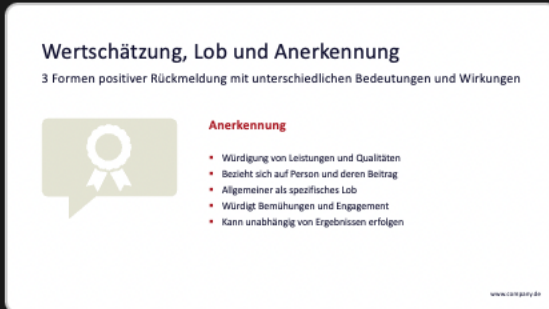 Wertschätzung, Lob und Anerkennung
3 Formen positiver Rückmeldung mit unterschiedlichen Bedeutungen und Wirkungen
Anerkennung
▪ Würdigung von Leistungen und Qualitäten
▪ Bezieht sich auf Person und deren Beitrag
▪ Allgemeiner als spezifisches Lob
▪ Würdigt Bemühungen und Engagement
▪ Kann unabhängig von Ergebnissen erfolgen
www.company.de